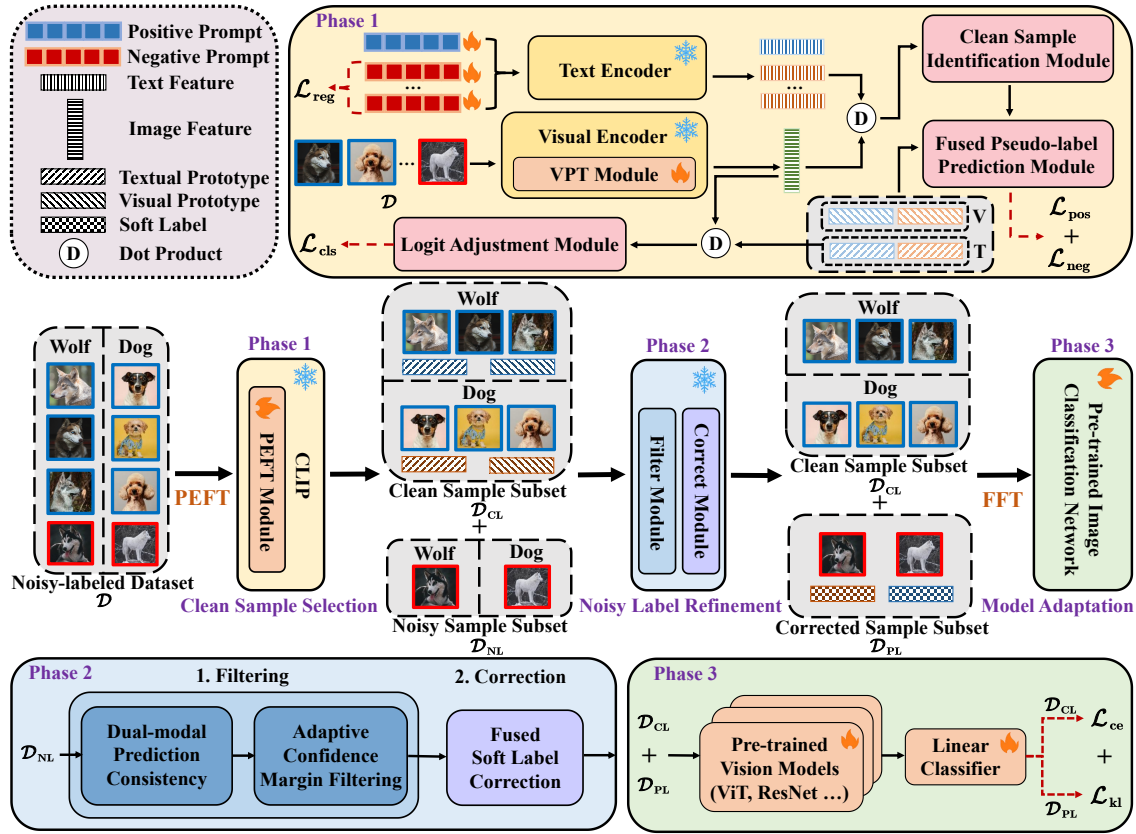 Positive Prompt
Negative Prompt
Text Feature
Image Feature
Textual Prototype
Visual Prototype
Soft Label
D
Dot Product
Phase 1
ℒreg
...
...
Text Encoder
Visual Encoder
VPT Module
...
𝒟
D
Clean Sample
Identification Module
Fused Pseudo-label
Prediction Module
V
T
ℒpos
+
ℒneg
ℒcls
Logit Adjustment Module
D
Wolf
Dog
Noisy-labeled Dataset
𝒟
PEFT
Phase 1
PEFT Module
CLIP
Clean Sample Selection
Wolf
Dog
Clean Sample Subset
𝒟CL
+
Wolf
Dog
Noisy Sample Subset
𝒟NL
Phase 2
Filter Module
Correct Module
Noisy Label Refinement
Wolf
Dog
Clean Sample Subset
𝒟CL
+
Corrected Sample Subset
𝒟PL
FFT
Phase 3
Pre-trained Image
Classification Network
Model Adaptation
Phase 2
1. Filtering
2. Correction
𝒟NL
Dual-modal
Prediction
Consistency
Adaptive
Confidence
Margin Filtering
Fused
Soft Label
Correction
Phase 3
𝒟CL
+
𝒟PL
Pre-trained
Vision Models
(ViT, ResNet ...)
Linear
Classifier
𝒟CL
ℒce
+
𝒟PL
ℒkl